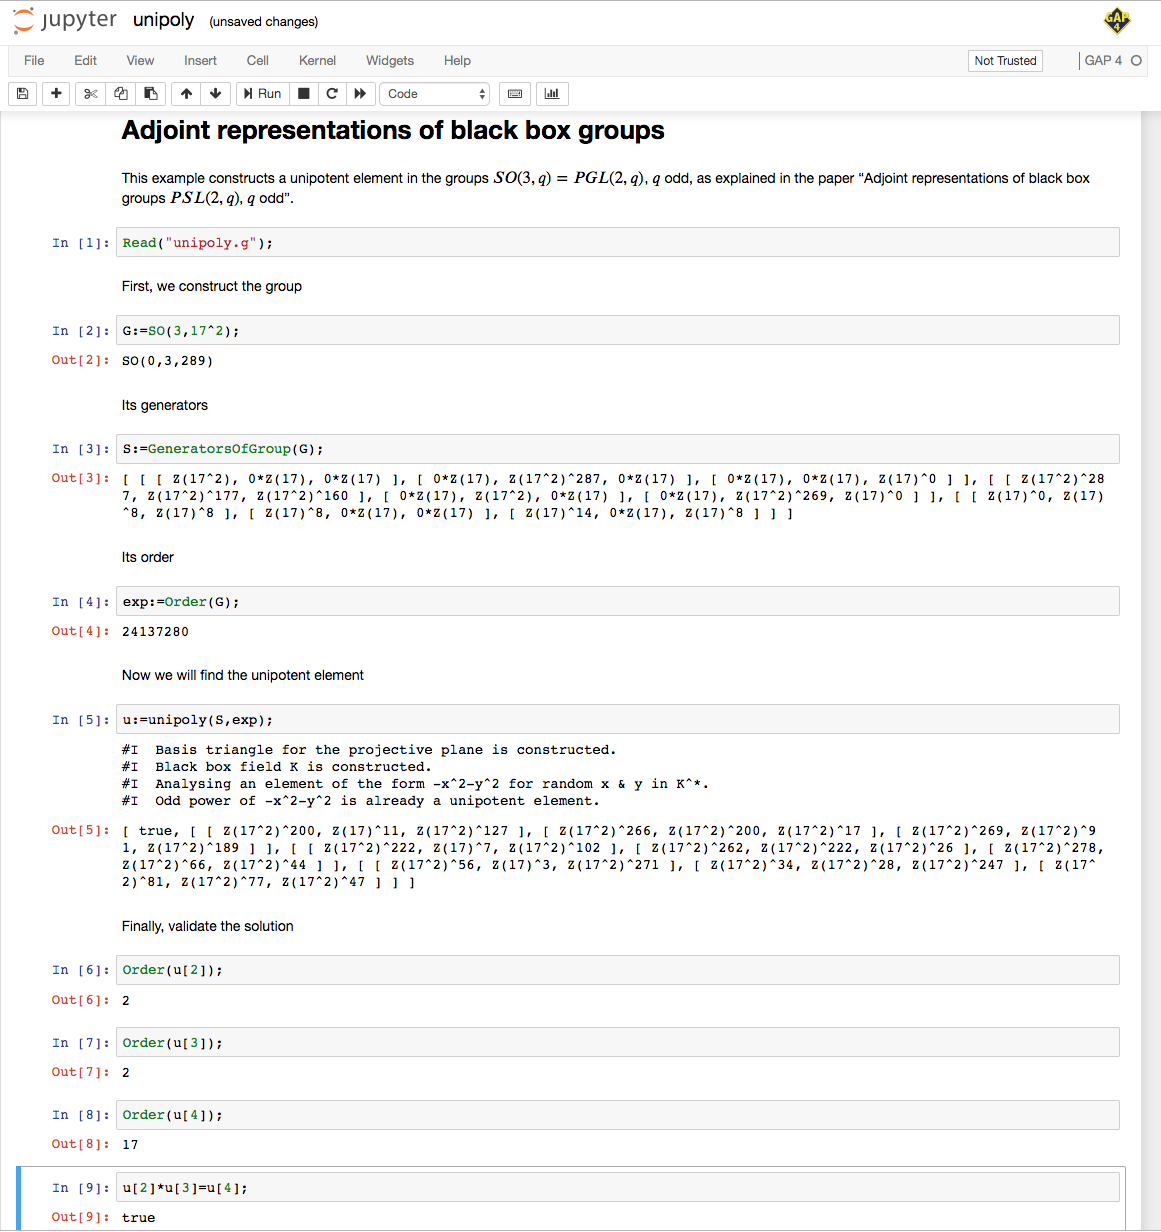 jupyter unipoly (unsaved changes)
GAP 4
File Edit View Insert Cell Kernel Widgets Help Not Trusted GAP 4
Run Code
Adjoint representations of black box groups
This example constructs a unipotent element in the groups SO(3, q) = PGL(2, q), q odd, as explained in the paper “Adjoint representations of black box
groups PSL(2, q), q odd”.
In [1]: Read("unipoly.g");
First, we construct the group
In [2]: G:=SO(3,17^2);
Out[2]: SO(0,3,289)
Its generators
In [3]: S:=GeneratorsOfGroup(G);
Out[3]: [ [ [ Z(17^2), 0*Z(17), 0*Z(17) ], [ 0*Z(17), Z(17^2)^287, 0*Z(17) ], [ 0*Z(17), 0*Z(17), Z(17)^0 ] ], [ [ Z(17^2)^28
7, Z(17^2)^177, Z(17^2)^160 ], [ 0*Z(17), Z(17^2), 0*Z(17) ], [ 0*Z(17), Z(17^2)^269, Z(17)^0 ] ], [ [ Z(17)^0, Z(17)
^8, Z(17)^8 ], [ Z(17)^8, 0*Z(17), 0*Z(17) ], [ Z(17)^14, 0*Z(17), Z(17)^8 ] ] ]
Its order
In [4]: exp:=Order(G);
Out[4]: 24137280
Now we will find the unipotent element
In [5]: u:=unipoly(S,exp);
#I  Basis triangle for the projective plane is constructed.
#I  Black box field K is constructed.
#I  Analysing an element of the form -x^2-y^2 for random x & y in K^*.
#I  Odd power of -x^2-y^2 is already a unipotent element.
Out[5]: [ true, [ [ Z(17^2)^200, Z(17)^11, Z(17^2)^127 ], [ Z(17^2)^266, Z(17^2)^200, Z(17^2)^17 ], [ Z(17^2)^269, Z(17^2)^9
1, Z(17^2)^189 ] ], [ [ Z(17^2)^222, Z(17)^7, Z(17^2)^102 ], [ Z(17^2)^262, Z(17^2)^222, Z(17^2)^26 ], [ Z(17^2)^278,
Z(17^2)^66, Z(17^2)^44 ] ], [ [ Z(17^2)^56, Z(17)^3, Z(17^2)^271 ], [ Z(17^2)^34, Z(17^2)^28, Z(17^2)^247 ], [ Z(17^
2)^81, Z(17^2)^77, Z(17^2)^47 ] ] ]
Finally, validate the solution
In [6]: Order(u[2]);
Out[6]: 2
In [7]: Order(u[3]);
Out[7]: 2
In [8]: Order(u[4]);
Out[8]: 17
In [9]: u[2]*u[3]=u[4];
Out[9]: true